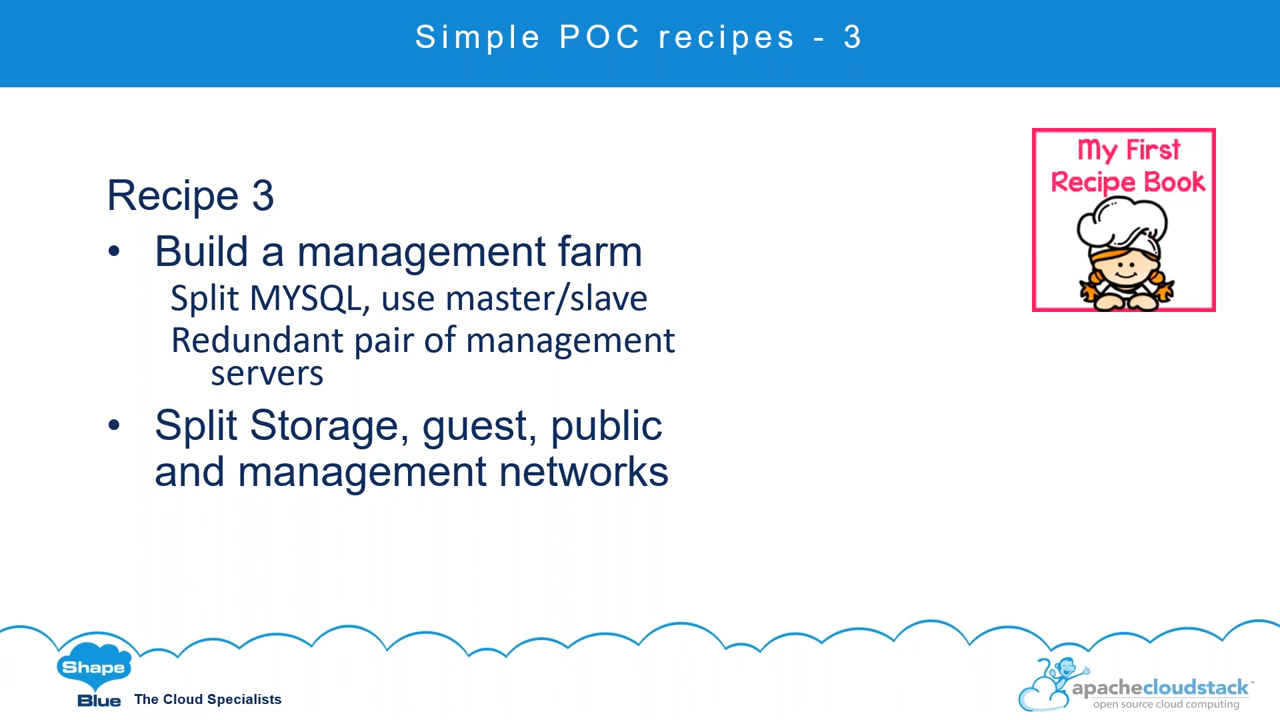 Simple POC recipes - 3
My First
Recipe Book
Recipe 3
• Build a management farm
Split MYSQL, use master/slave
Redundant pair of management
servers
• Split Storage, guest, public
and management networks
Shape
Blue The Cloud Specialists
apachecloudstack™
open source cloud computing